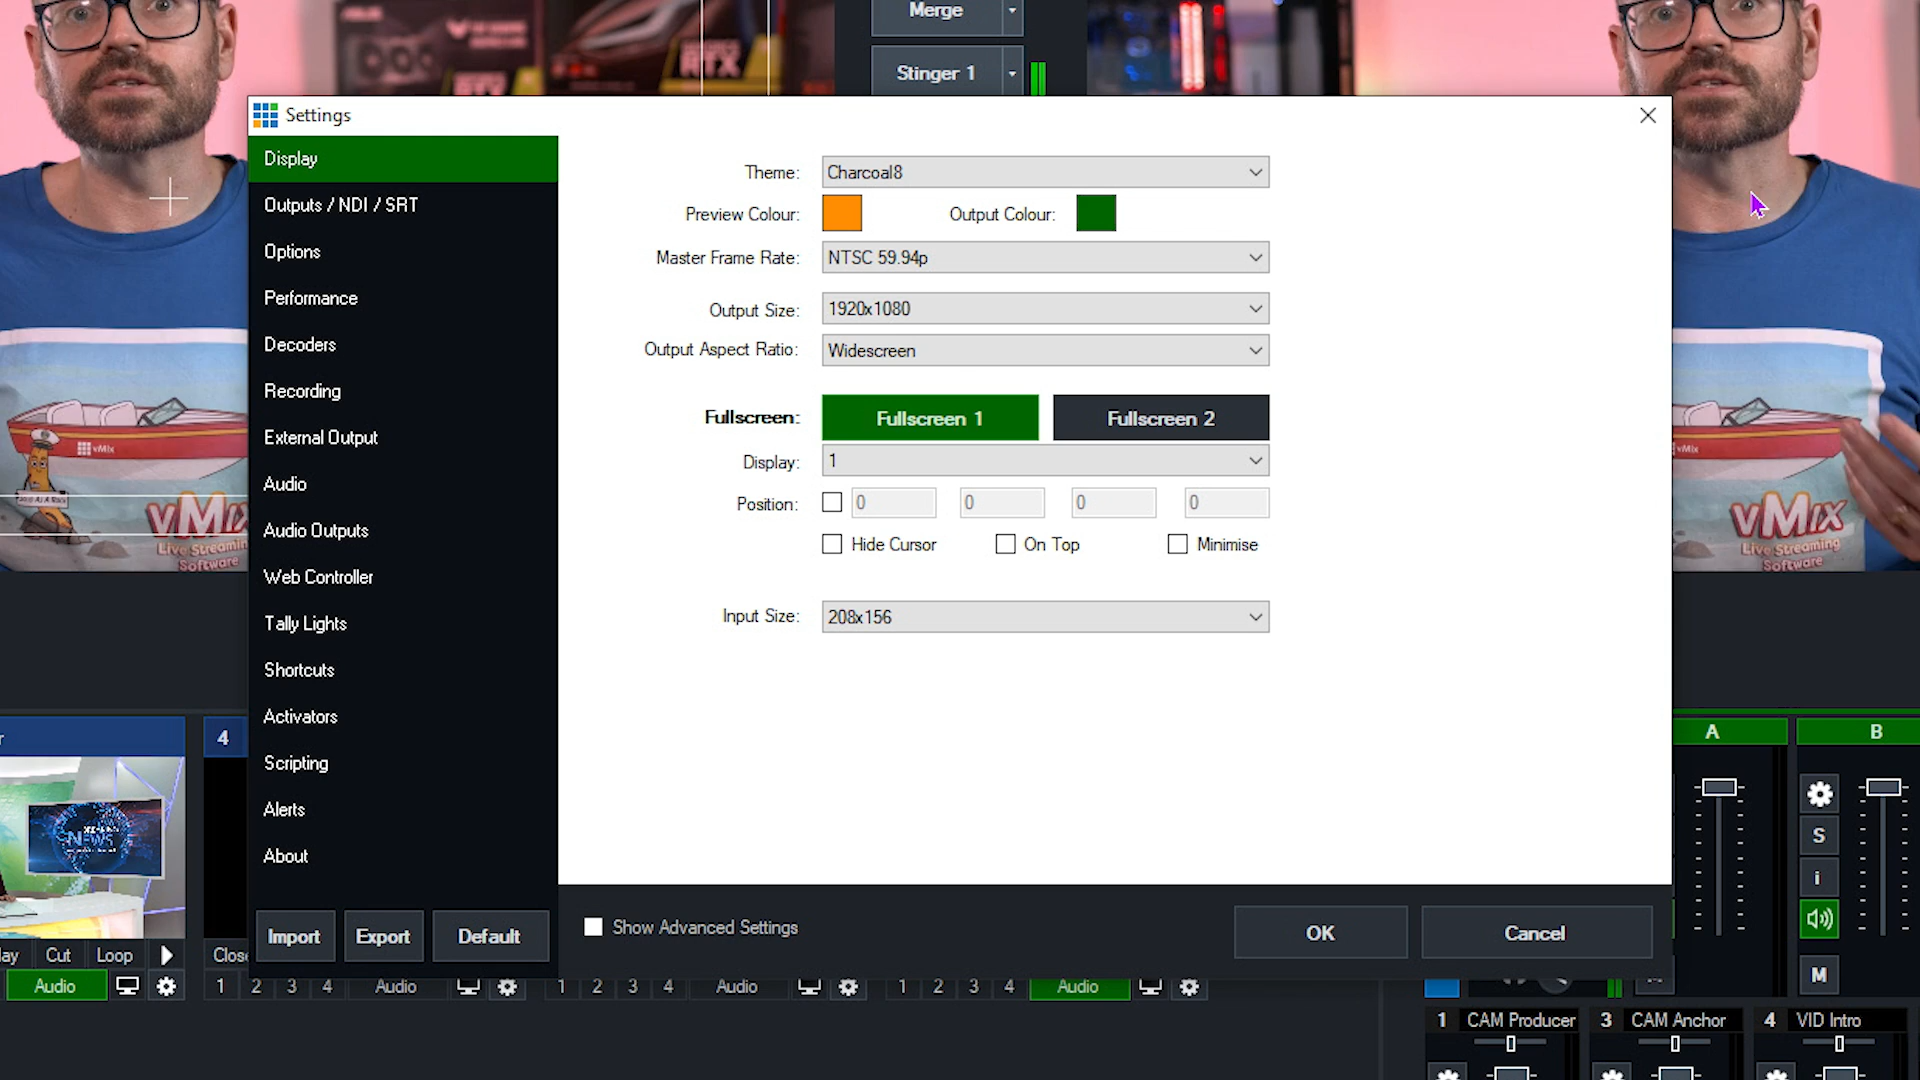 Merge
Stinger 1
RTX
Settings
Display
Outputs / NDI / SRT
Options
Performance
Decoders
Recording
External Output
Audio
Audio Outputs
Web Controller
Tally Lights
Shortcuts
Activators
Scripting
Alerts
About
Import
Export
Default
Theme:
Charcoal8
Preview Colour:
Output Colour:
Master Frame Rate:
NTSC 59.94p
Output Size:
1920x1080
Output Aspect Ratio:
Widescreen
Fullscreen:
Fullscreen 1
Fullscreen 2
Display:
1
Position:
0
0
0
0
Hide Cursor
On Top
Minimise
Input Size:
208x156
Show Advanced Settings
OK
Cancel
vMix
vMix
Live Streaming
Software
vMix
vMix
Live Streaming
Software
4
NEWS
Cut
Loop
Audio
1 2 3 4 Audio
1 2 3 4 Audio
1 2 3 4 Audio
A
B
S
i
M
1 CAM Producer
3 CAM Anchor
4 VID Intro